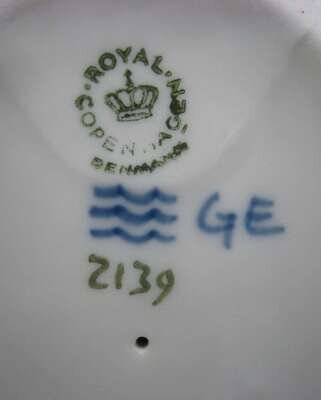 ROYAL COPENHAGEN
DENMARK
GE
2139